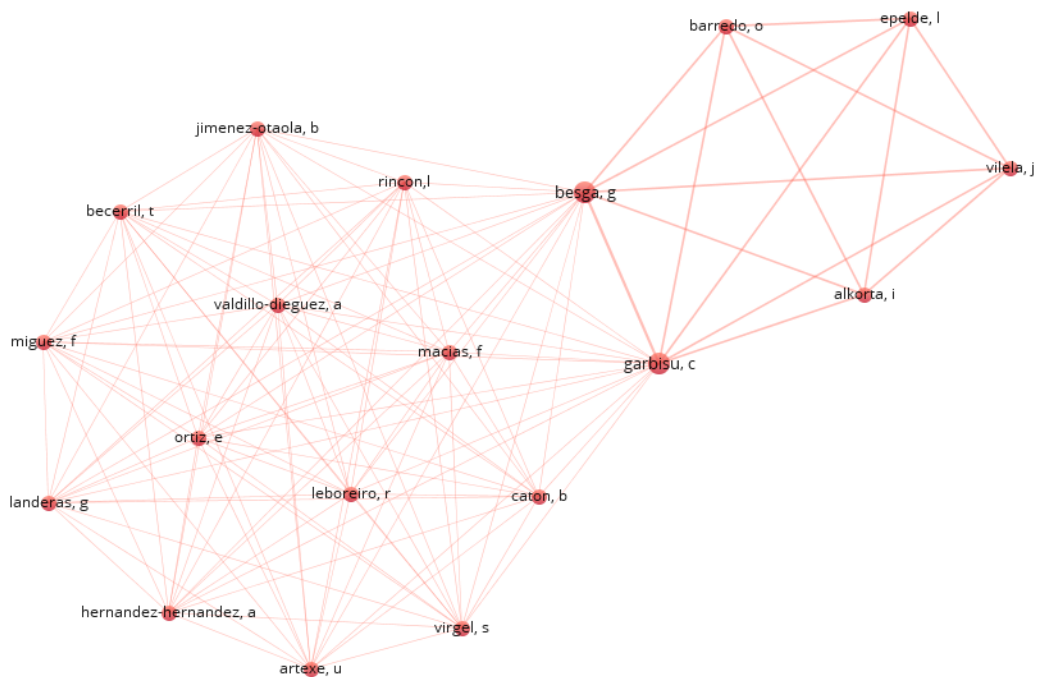 epelde, l
barredo, o
jimenez-otaola, b
vilela, j
rincon,l
besga, g
becerril, t
alkorta, i
valdillo-dieguez, a
miguez, f
macias, f
garbisu, c
ortiz, e
leboreiro, r
caton, b
landeras, g
hernandez-hernandez, a
virgel, s
artexe, u